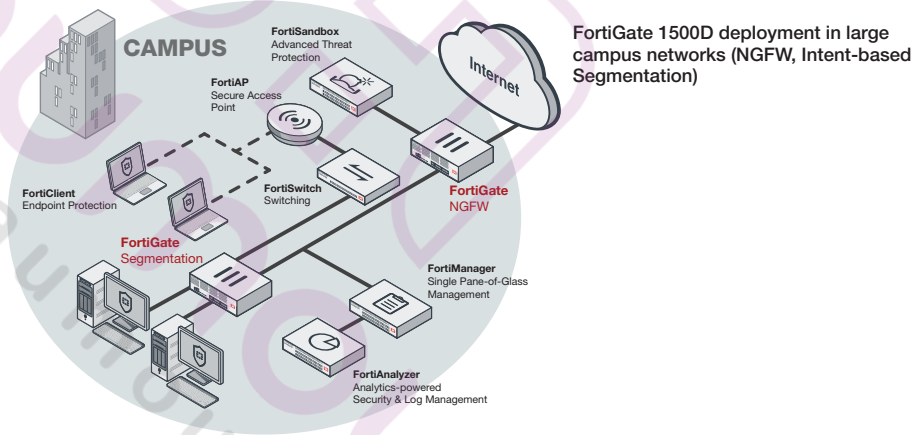 FortiGate 1500D deployment in large
campus networks (NGFW, Intent-based
Segmentation)
CAMPUS
FortiSandbox
Advanced Threat
Protection
Internet
FortiAP
Secure Access
Point
FortiClient
Endpoint Protection
FortiSwitch
Switching
FortiGate
NGFW
FortiGate
Segmentation
FortiManager
Single Pane-of-Glass
Management
FortiAnalyzer
Analytics-powered
Security & Log Management